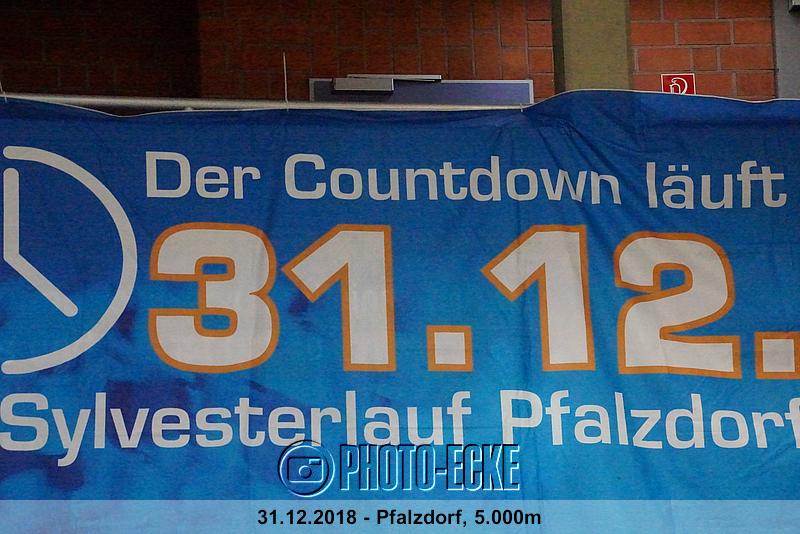 Der Countdown läuft
31.12.
Sylvesterlauf Pfalzdorf
PHOTO-ECKE
31.12.2018 - Pfalzdorf, 5.000m